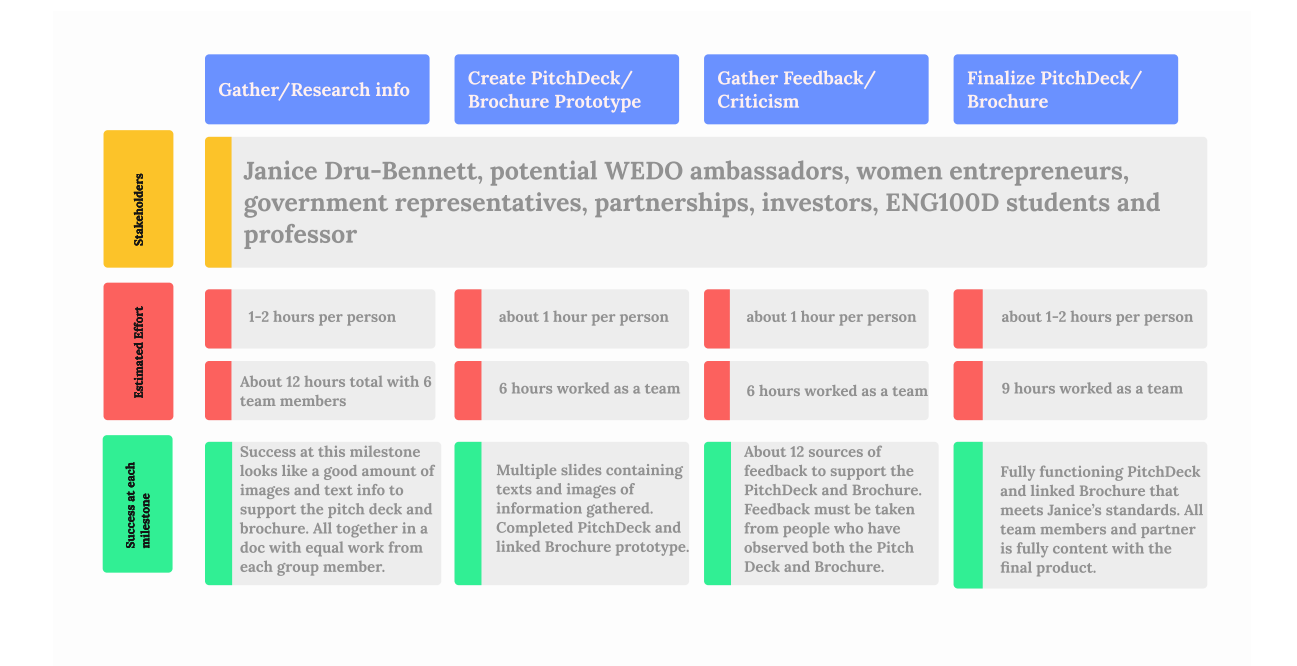 Gather/Research info
Create PitchDeck/
Brochure Prototype
Gather Feedback/
Criticism
Finalize PitchDeck/
Brochure
Stakeholders
Janice Dru-Bennett, potential WEDO ambassadors, women entrepreneurs,
government representatives, partnerships, investors, ENG100D students and
professor
Estimated Effort
1-2 hours per person
about 1 hour per person
about 1 hour per person
about 1-2 hours per person
About 12 hours total with 6
team members
6 hours worked as a team
6 hours worked as a team
9 hours worked as a team
Success at each
milestone
Success at this milestone
looks like a good amount of
images and text info to
support the pitch deck and
brochure. All together in a
doc with equal work from
each group member.
Multiple slides containing
texts and images of
information gathered.
Completed PitchDeck and
linked Brochure prototype.
About 12 sources of
feedback to support the
PitchDeck and Brochure.
Feedback must be taken
from people who have
observed both the Pitch
Deck and Brochure.
Fully functioning PitchDeck
and linked Brochure that
meets Janice's standards. All
team members and partner
is fully content with the
final product.